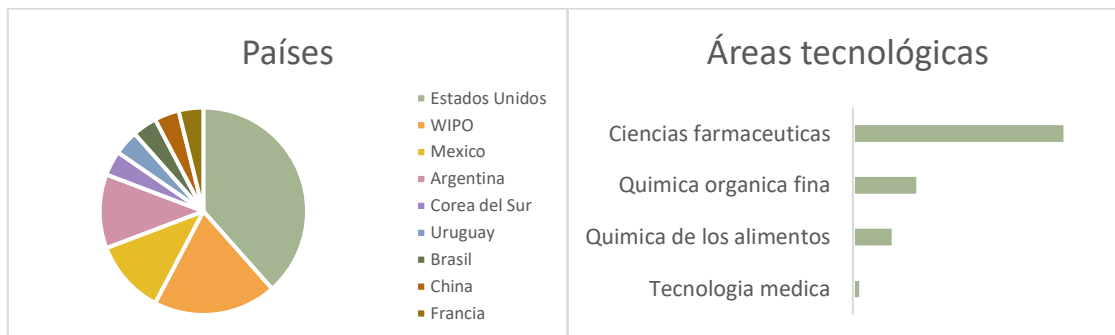 Países
Estados Unidos
WIPO
Mexico
Argentina
Corea del Sur
Uruguay
Brasil
China
Francia
Áreas tecnológicas
Ciencias farmaceuticas
Quimica organica fina
Quimica de los alimentos
Tecnologia medica